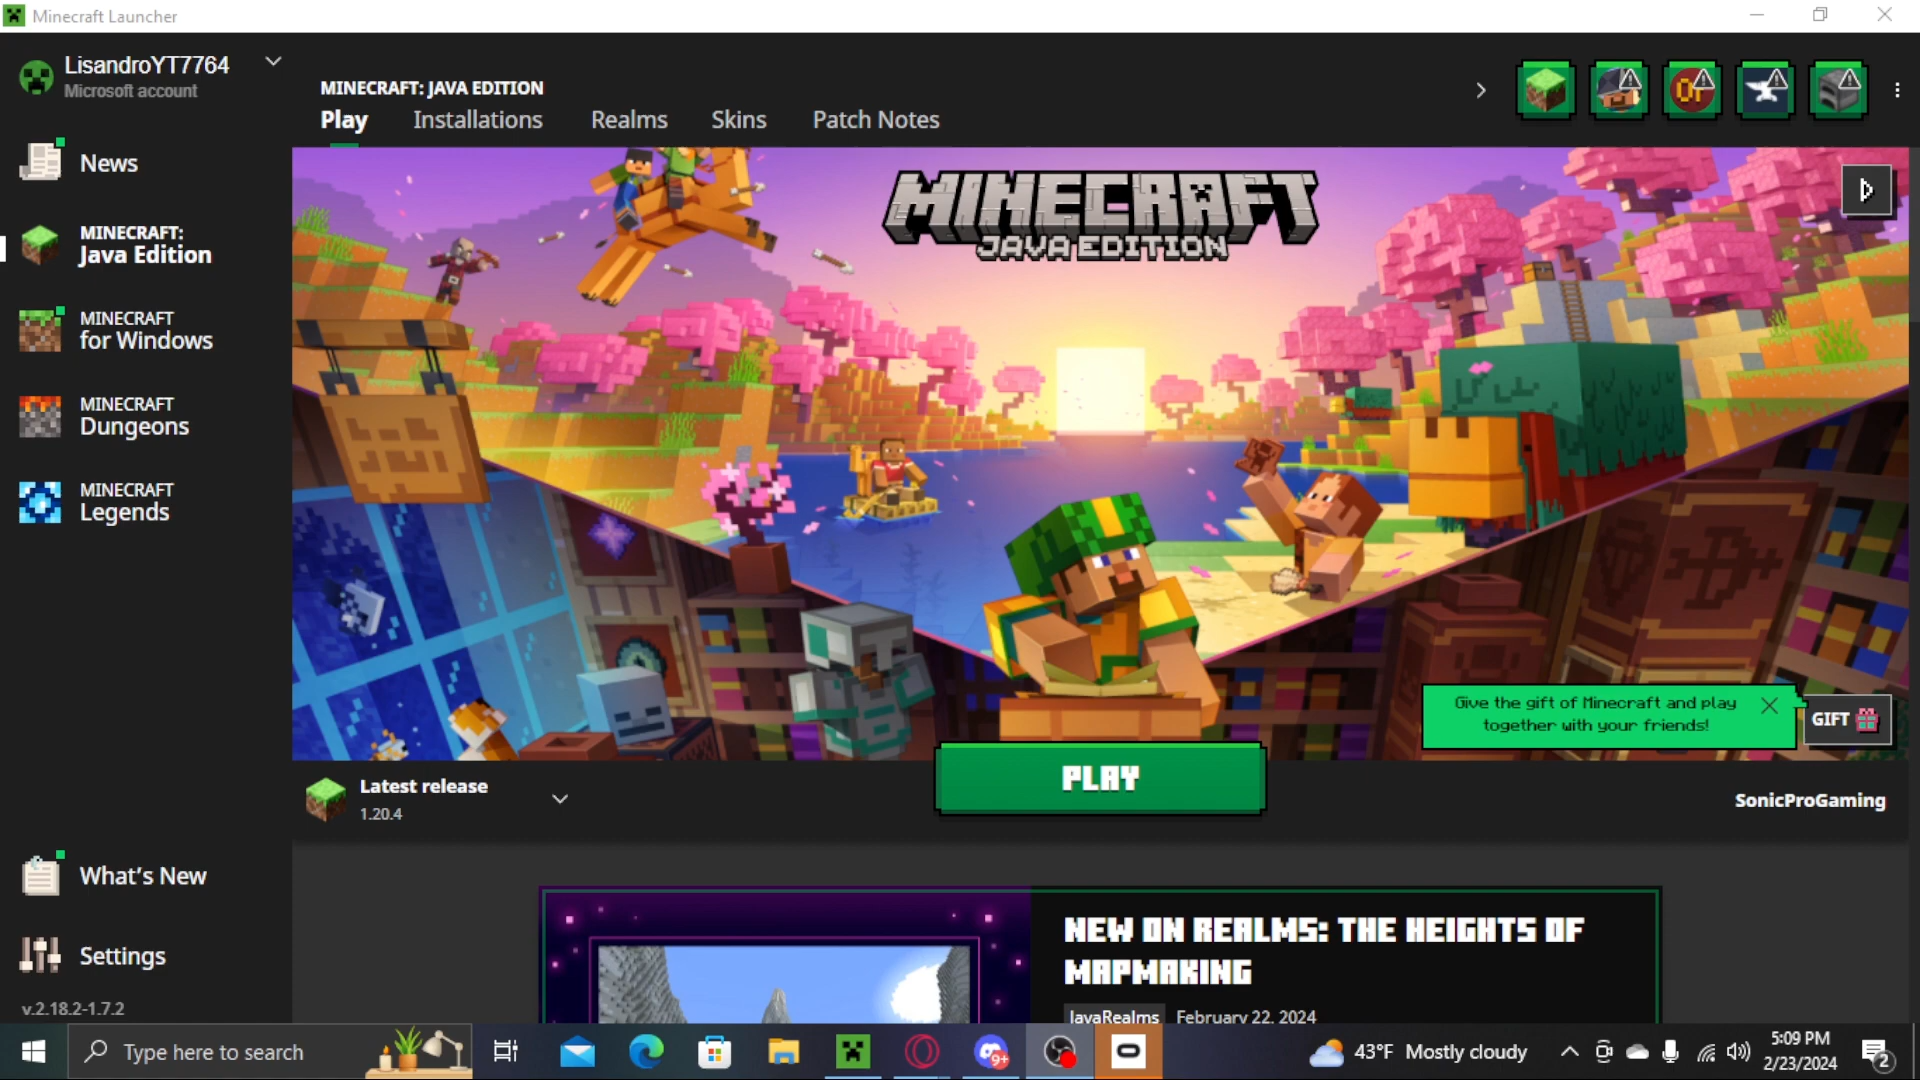 Minecraft Launcher
LisandroYT7764
Microsoft account
News
MINECRAFT:
Java Edition
MINECRAFT
for Windows
MINECRAFT
Dungeons
MINECRAFT
Legends
What's New
Settings
v.2.18.2-1.7.2
MINECRAFT: JAVA EDITION
Play
Installations
Realms
Skins
Patch Notes
OF
MINECRAFT
JAVA EDITION
Give the gift of Minecraft and play
together with your friends!
GIFT
Latest release
1.20.4
PLAY
SonicProGaming
NEW ON REALMS: THE HEIGHTS OF
MAPMAKING
JavaRealms
February 22, 2024
Type here to search
9+
43°F Mostly cloudy
5:09 PM
2/23/2024
2